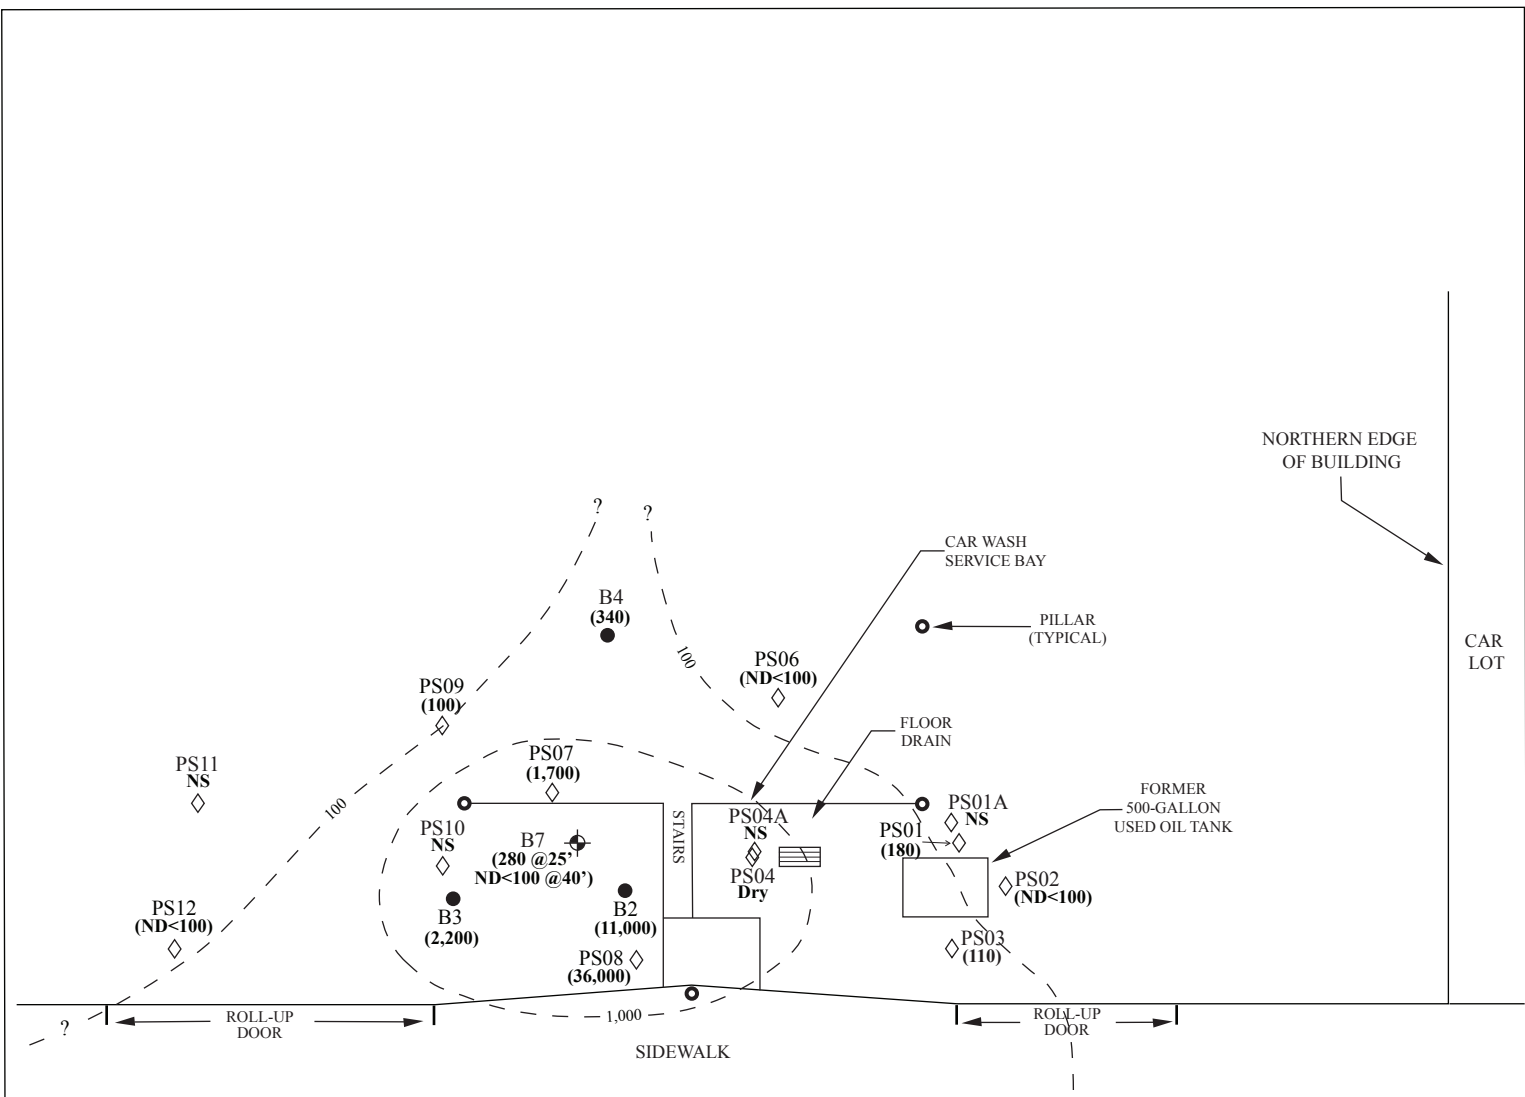 NORTHERN EDGE
OF BUILDING
?
?
CAR WASH
SERVICE BAY
B4
(340)
PILLAR
(TYPICAL)
CAR
LOT
100
PS06
(ND<100)
PS09
(100)
FLOOR
DRAIN
PS07
(1,700)
PS11
NS
100
FORMER
500-GALLON
USED OIL TANK
PS01A
NS
PS04A
NS
PS10
NS
STAIRS
B7
(280 @25’
ND<100 @40’)
PS01
(180)
PS04
Dry
PS02
(ND<100)
PS12
(ND<100)
B3
(2,200)
B2
(11,000)
PS03
(110)
PS08
(36,000)
1,000
?
ROLL-UP
DOOR
ROLL-UP
DOOR
SIDEWALK